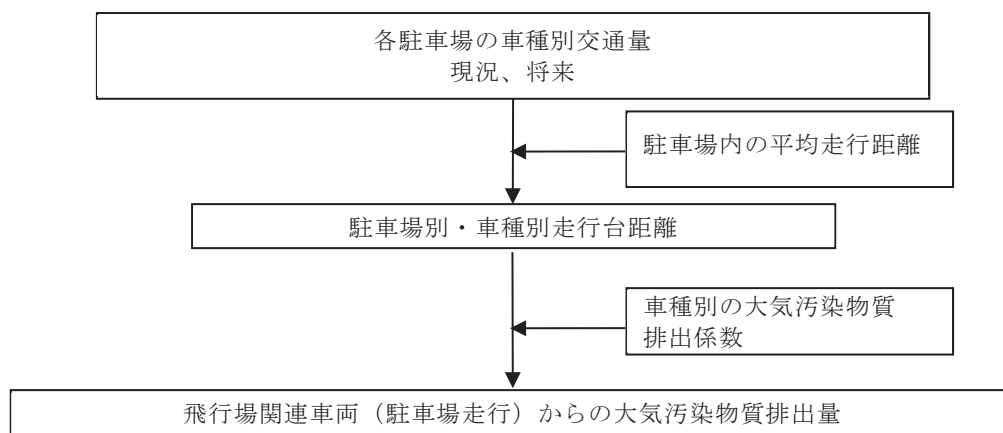 各駐車場の車種別交通量
現況、将来
駐車場内の平均走行距離
駐車場別・車種別走行台距離
車種別の大気汚染物質
排出係数
飛行場関連車両（駐車場走行）からの大気汚染物質排出量